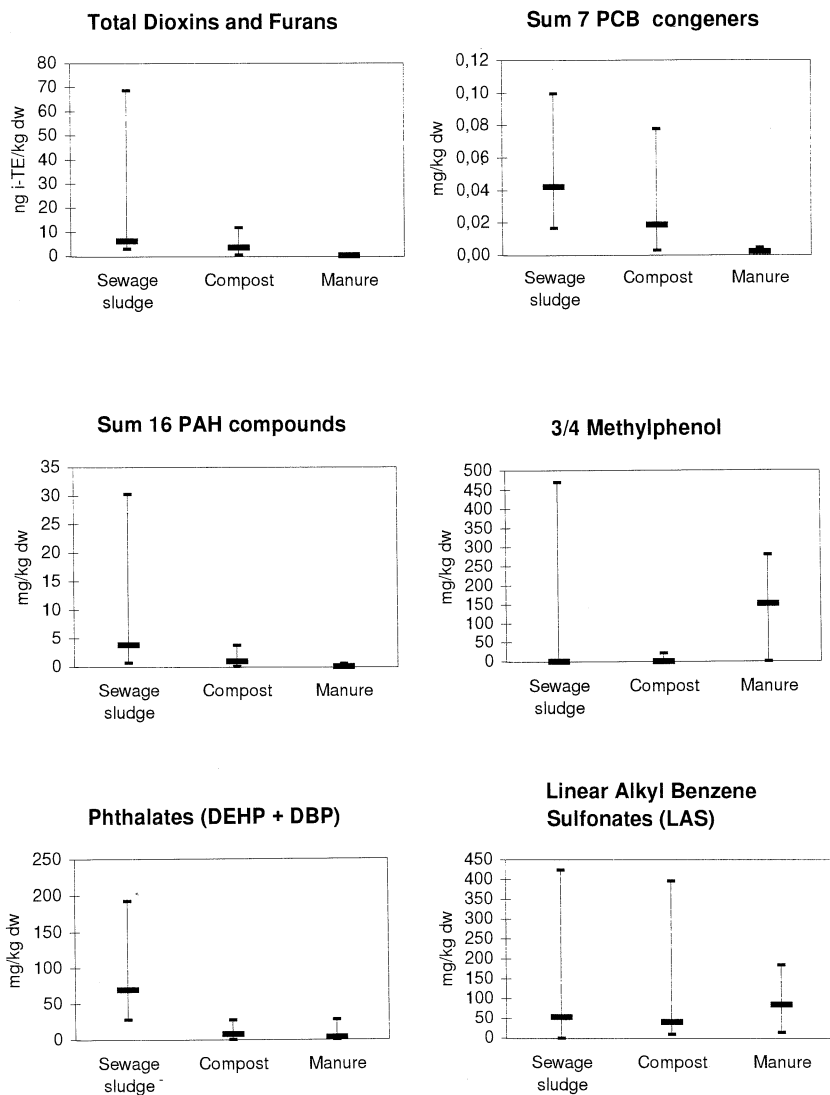 Total Dioxins and Furans
80
70
60
50
40
30
20
10
0
ng i-TE/kg dw
Sewage sludge
Compost
Manure
Sum 7 PCB congeners
0,12
0,10
0,08
0,06
0,04
0,02
0,00
mg/kg dw
Sewage sludge
Compost
Manure
Sum 16 PAH compounds
35
30
25
20
15
10
5
0
mg/kg dw
Sewage sludge
Compost
Manure
3/4 Methylphenol
500
450
400
350
300
250
200
150
100
50
0
mg/kg dw
Sewage sludge
Compost
Manure
Phthalates (DEHP + DBP)
250
200
150
100
50
0
mg/kg dw
Sewage sludge
Compost
Manure
Linear Alkyl Benzene
Sulfonates (LAS)
450
400
350
300
250
200
150
100
50
0
mg/kg dw
Sewage sludge
Compost
Manure